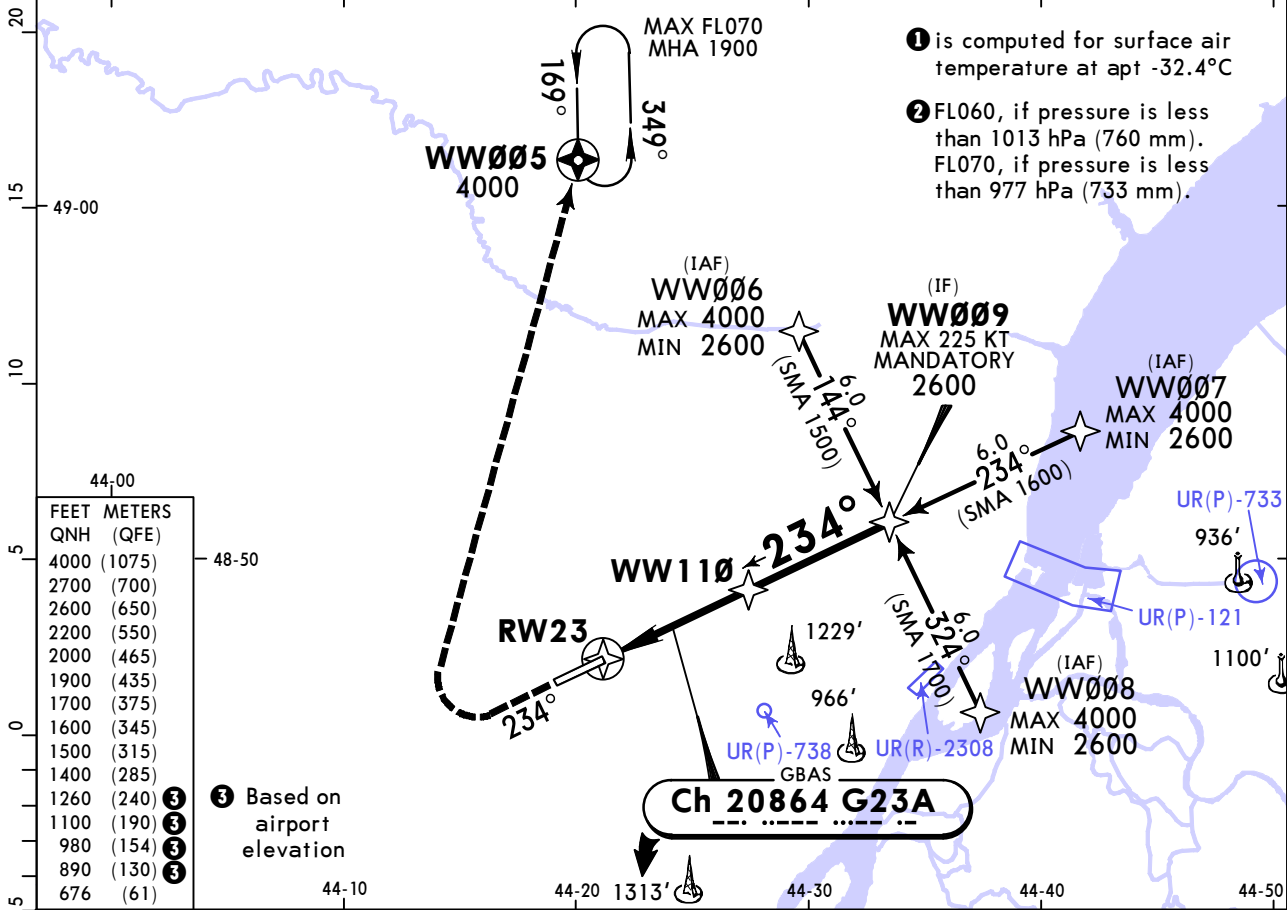 20
15
10
5
0
5
MAX FL070
MHA 1900
169°
349°
WWØØ5
4000
❶ is computed for surface air
temperature at apt -32.4°C
❷ FL060, if pressure is less
than 1013 hPa (760 mm).
FL070, if pressure is less
than 977 hPa (733 mm).
49-00
(IAF)
WWØØ6
MAX 4000
MIN 2600
(IF)
WWØØ9
MAX 225 KT
MANDATORY
2600
(IAF)
WWØØ7
MAX 4000
MIN 2600
6.0
144°
(SMA 1500)
6.0
234°
(SMA 1600)
UR(P)-733
936'
44-00
FEET METERS
QNH (QFE)
4000 (1075)
2700 (700)
2600 (650)
2200 (550)
2000 (465)
1900 (435)
1700 (375)
1600 (345)
1500 (315)
1400 (285)
1260 (240) ❸
1100 (190) ❸
980 (154) ❸
890 (130) ❸
676 (61)
48-50
234°
WW11Ø
RW23
234°
1229'
966'
6.0
324°
(SMA 1700)
UR(P)-121
1100'
(IAF)
WWØØ8
MAX 4000
MIN 2600
UR(P)-738
UR(R)-2308
GBAS
Ch 20864 G23A
❸ Based on
airport
elevation
1313'
44-10
44-20
44-30
44-40
44-50